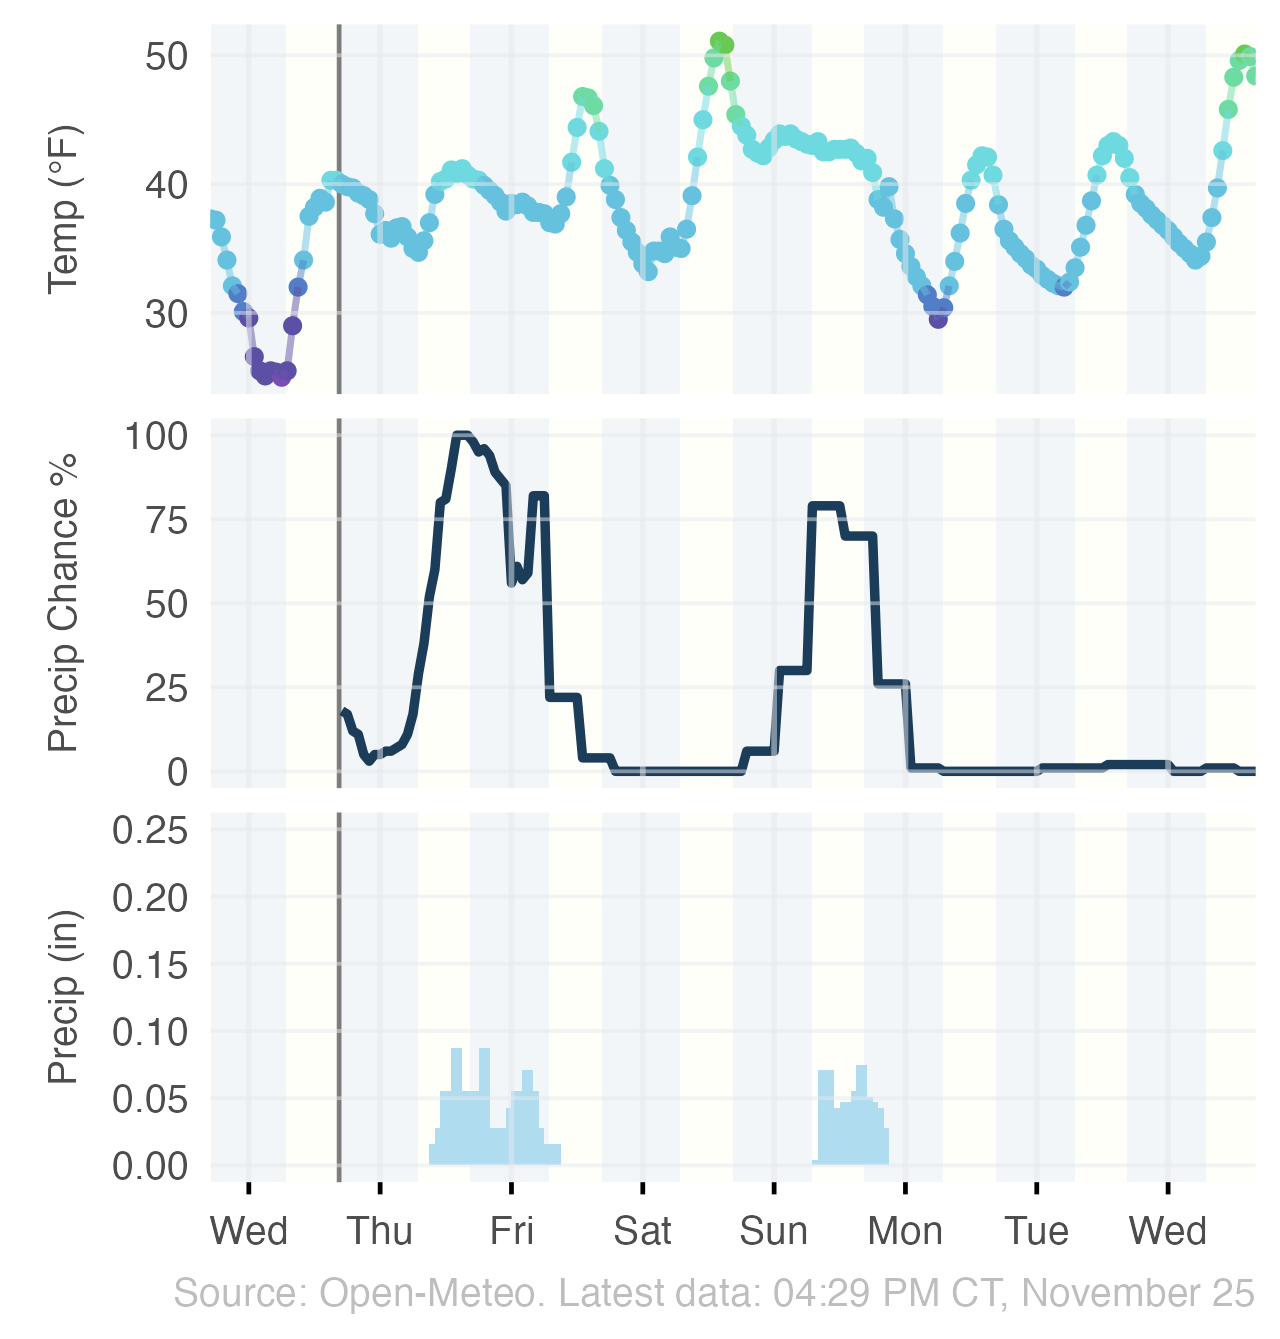 Temp (°F)
50
40
30
Precip Chance %
100
75
50
25
0
Precip (in)
0.25
0.20
0.15
0.10
0.05
0.00
Wed Thu Fri Sat Sun Mon Tue Wed
Source: Open-Meteo. Latest data: 04:29 PM CT, November 25